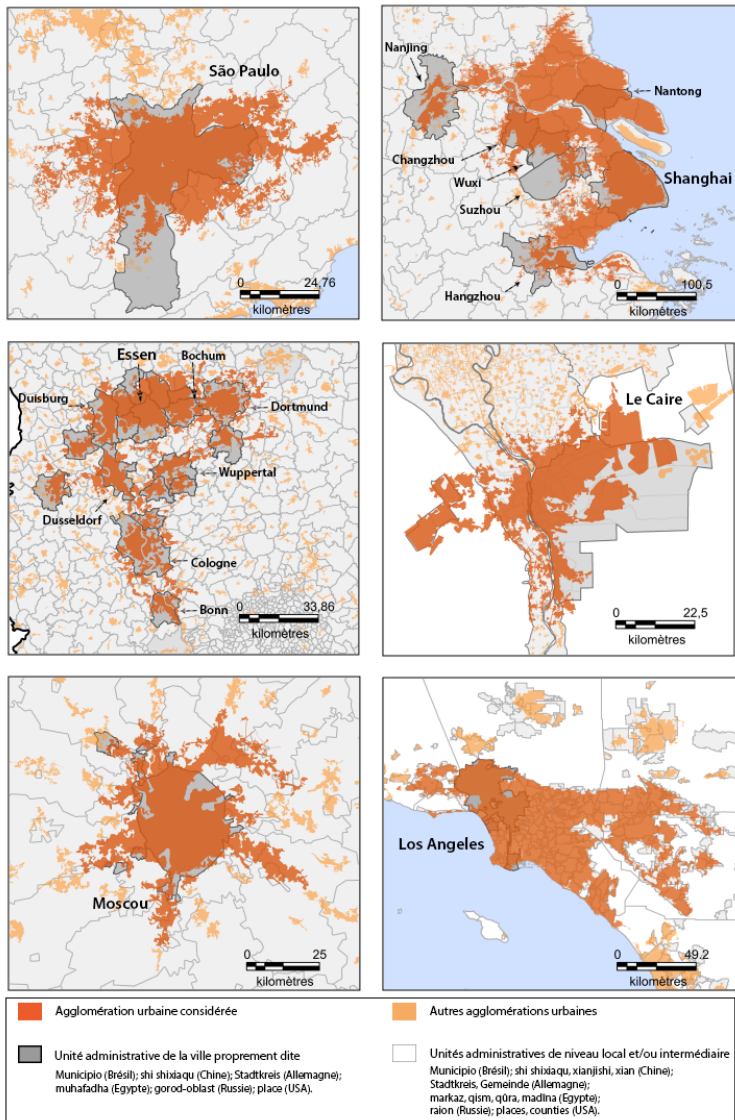 São Paulo
0 24,76
kilomètres
Nanjing
Nantong
Changzhou
Wuxi
Shanghai
Suzhou
Hangzhou
0 100,5
kilomètres
Essen
Bochum
Duisburg
Dortmund
Wuppertal
Dusseldorf
Cologne
Bonn
0 33,86
kilomètres
Le Caire
0 22,5
kilomètres
Moscou
0 25
kilomètres
Los Angeles
0 49.2
kilomètres
Agglomération urbaine considérée
Unité administrative de la ville proprement dite
Municipio (Brésil); shi shixiaqu (Chine); Stadtkreis (Allemagne);
muhafadha (Egypte); gorod-oblast (Russie); place (USA).
Autres agglomérations urbaines
Unités administratives de niveau local et/ou intermédiaire
Municipio (Brésil); shi shixiaqu, xianjishi, xian (Chine);
Stadtkreis, Gemeinde (Allemagne);
markaz, qism, qûra, madîna (Egypte);
raion (Russie); places, counties (USA).